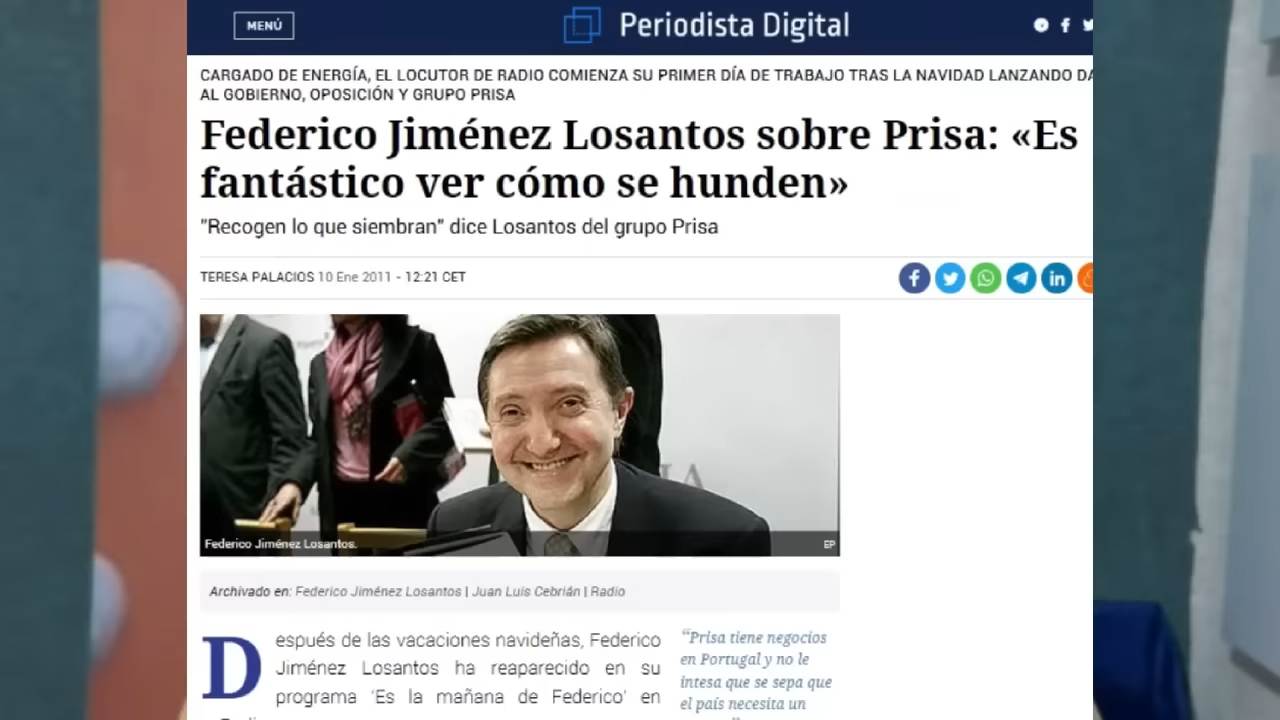 MENÚ
Periodista Digital
CARGADO DE ENERGÍA, EL LOCUTOR DE RADIO COMIENZA SU PRIMER DÍA DE TRABAJO TRAS LA NAVIDAD LANZANDO
AL GOBIERNO, OPOSICIÓN Y GRUPO PRISA
Federico Jiménez Losantos sobre Prisa: «Es
fantástico ver cómo se hunden»
"Recogen lo que siembran" dice Losantos del grupo Prisa
TERESA PALACIOS 10 Ene 2011 - 12:21 CET
Federico Jiménez Losantos.
EP
Archivado en: Federico Jiménez Losantos | Juan Luis Cebrián | Radio
Después de las vacaciones navideñas, Federico
Jiménez Losantos ha reaparecido en su
programa 'Es la mañana de Federico' en
“Prisa tiene negocios
en Portugal y no le
intesa que se sepa que
el país necesita un